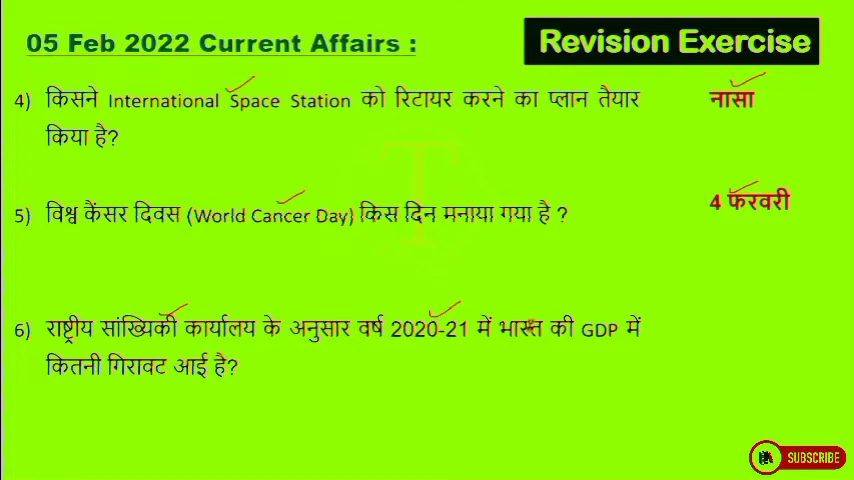 05 Feb 2022 Current Affairs :
Revision Exercise
4) किसने International Space Station को रिटायर करने का प्लान तैयार
किया है?
नासा
5) विश्व कैंसर दिवस (World Cancer Day) किस दिन मनाया गया है ?
4 फरवरी
6) राष्ट्रीय सांख्यिकी कार्यालय के अनुसार वर्ष 2020-21 में भारत की GDP में
कितनी गिरावट आई है?
SUBSCRIBE